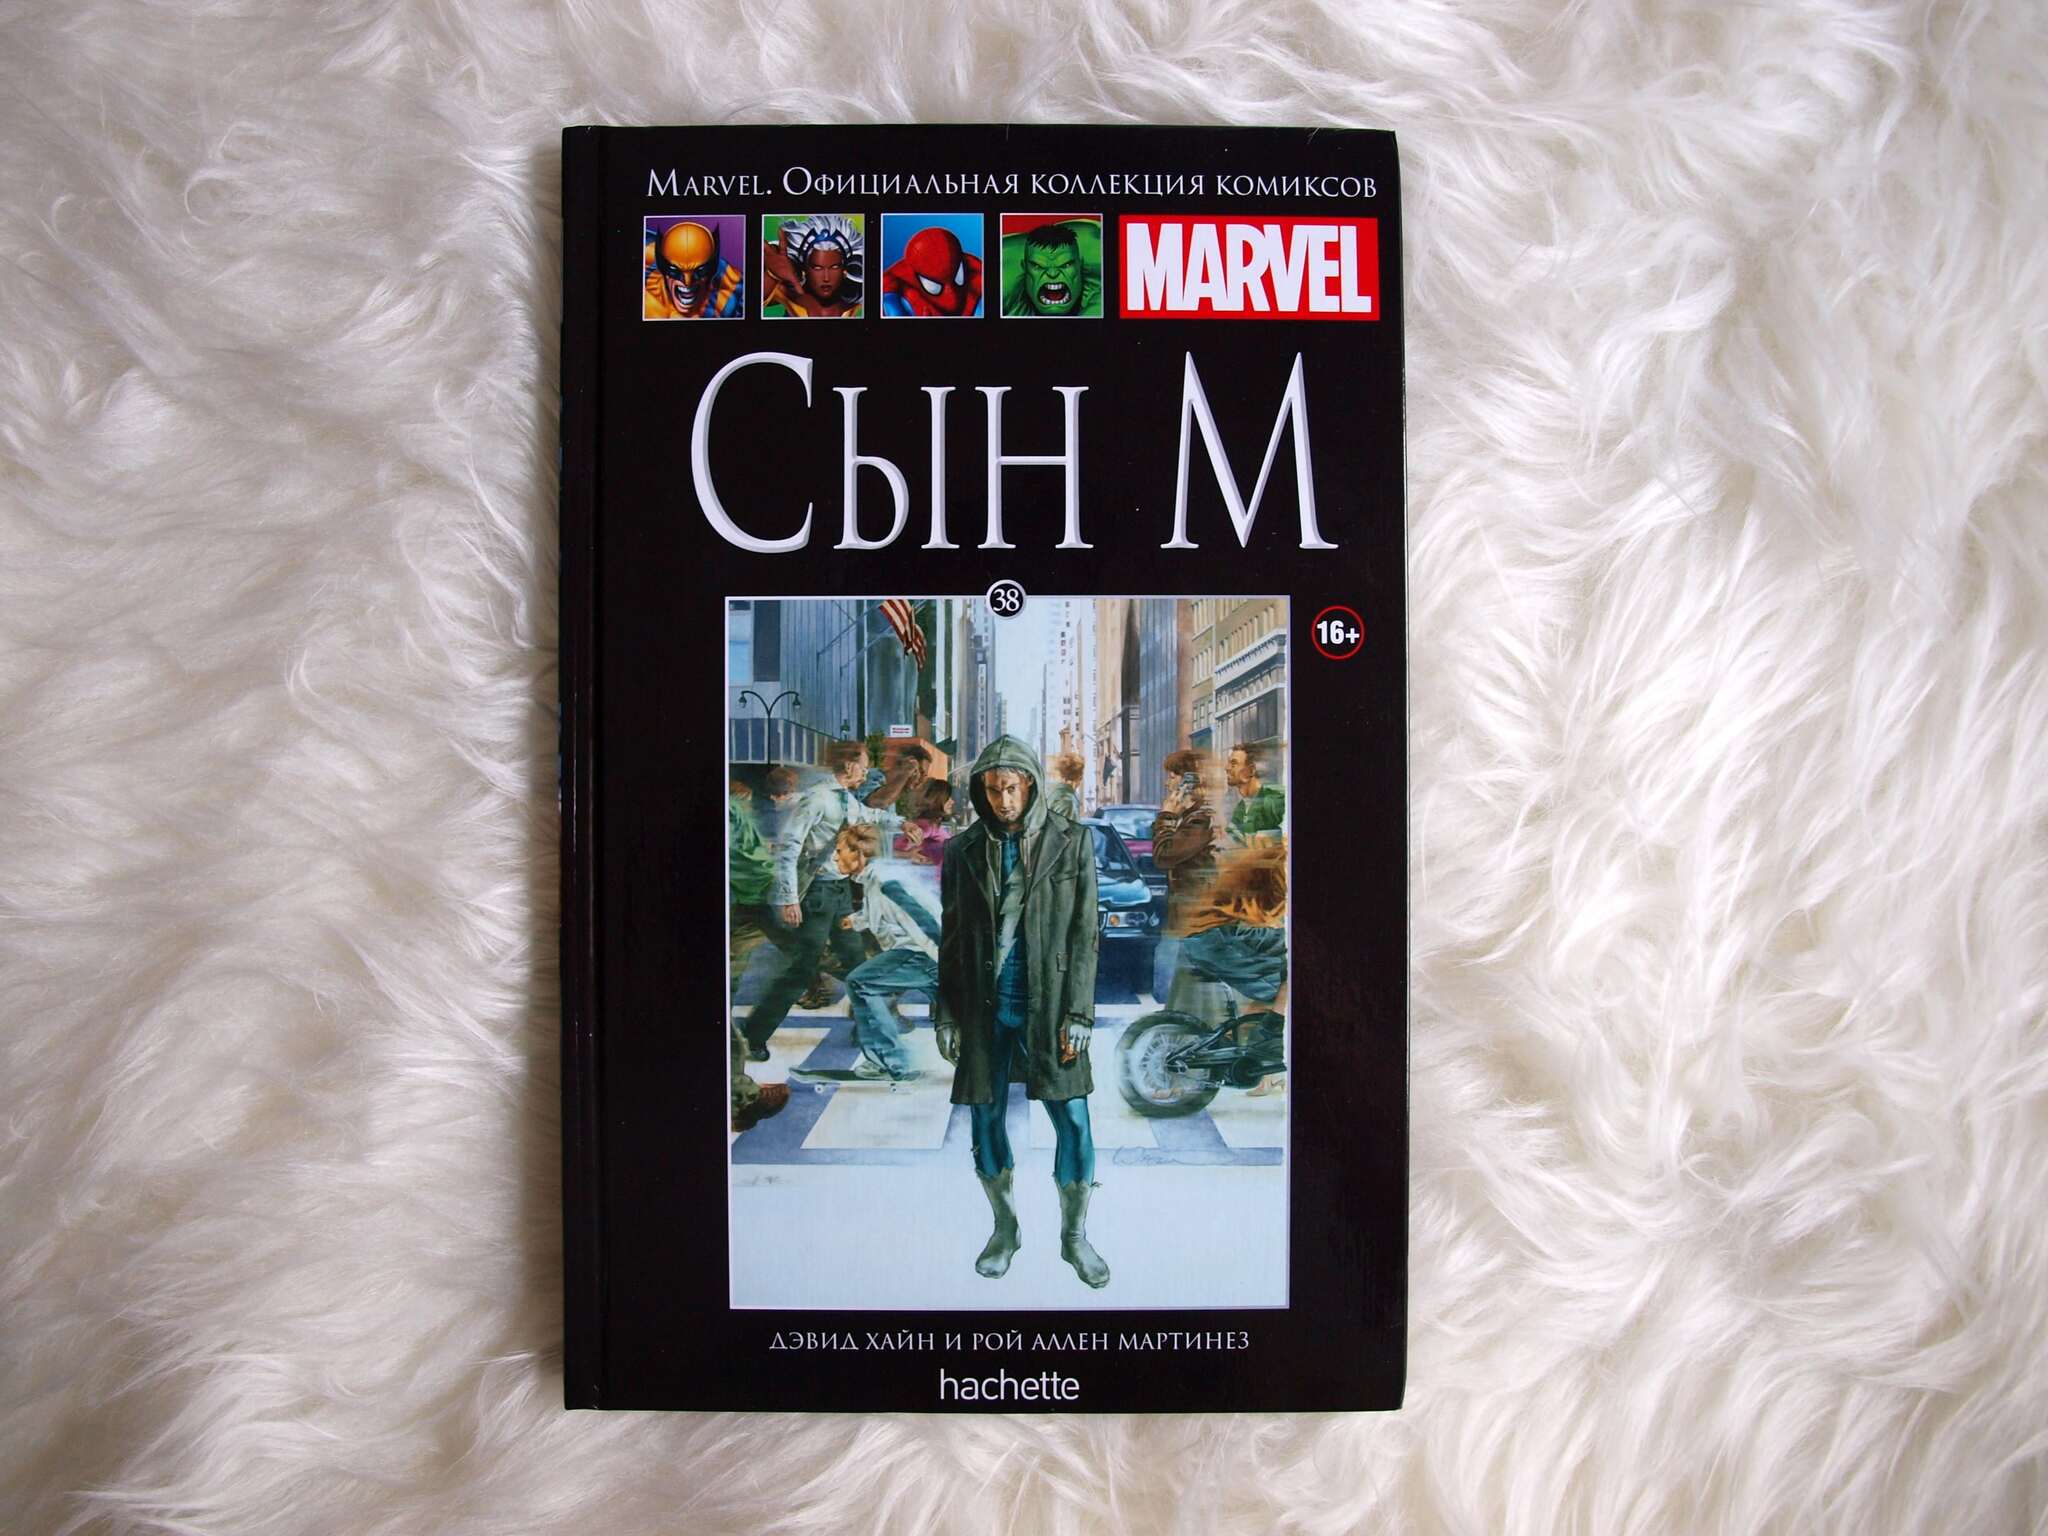 Marvel. Официальная коллекция комиксов
MARVEL
Сын М
38
16+
ДЭВИД ХАЙН И РОЙ АЛЛЕН МАРТИНЕЗ
hachette